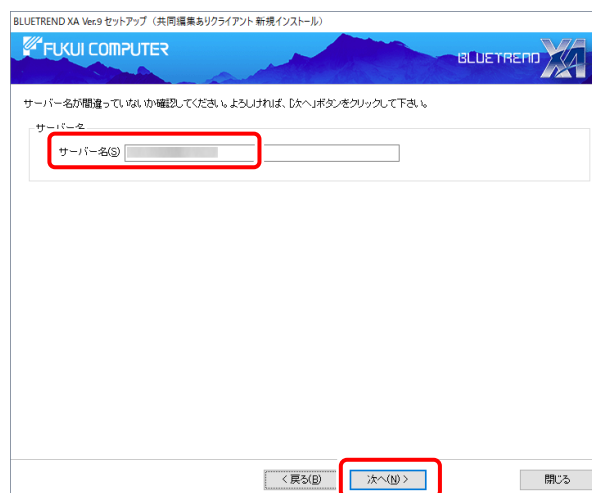 BLUETREND XA Ver.9 セットアップ（共同編集ありクライアント 新規インストール）
FUKUI COMPUTER
BLUETREND XA
サーバー名が間違っていないか確認してください。よろしければ、[次へ]ボタンをクリックして下さい。
サーバー名
サーバー名(S)
< 戻る(B)
次へ(N) >
閉じる